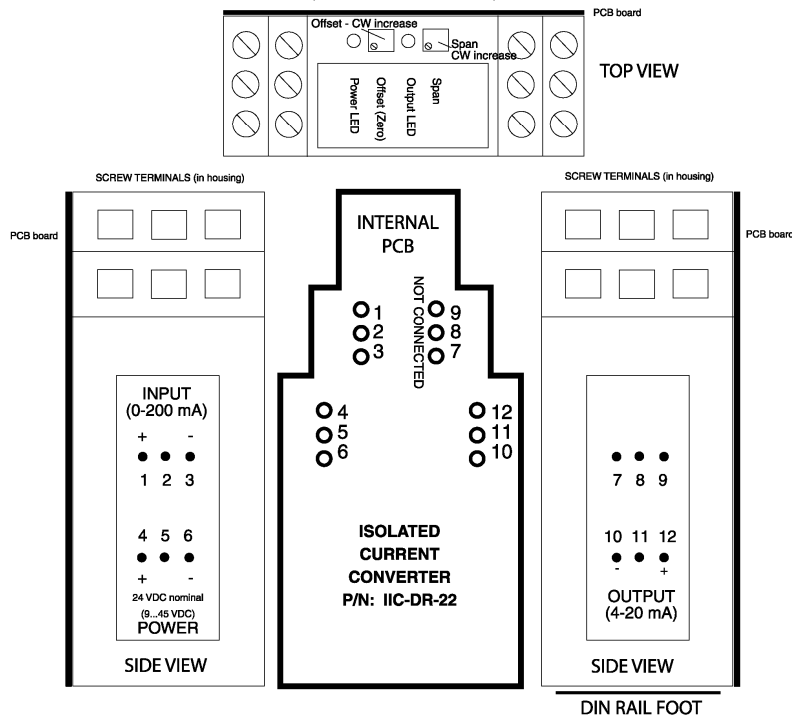 PCB board
Offset - CW increase
Span
CW increase
Power LED
Offset (Zero)
Output LED
Span
TOP VIEW
SCREW TERMINALS (in housing)
PCB board
INPUT
(0-200 mA)
+ -
1 2 3
4 5 6
+ -
24 VDC nominal
(9...45 VDC)
POWER
SIDE VIEW
INTERNAL
PCB
NOT CONNECTED
1
2
3
9
8
7
4
5
6
12
11
10
ISOLATED
CURRENT
CONVERTER
P/N: IIC-DR-22
SCREW TERMINALS (in housing)
PCB board
7 8 9
10 11 12
- +
OUTPUT
(4-20 mA)
SIDE VIEW
DIN RAIL FOOT